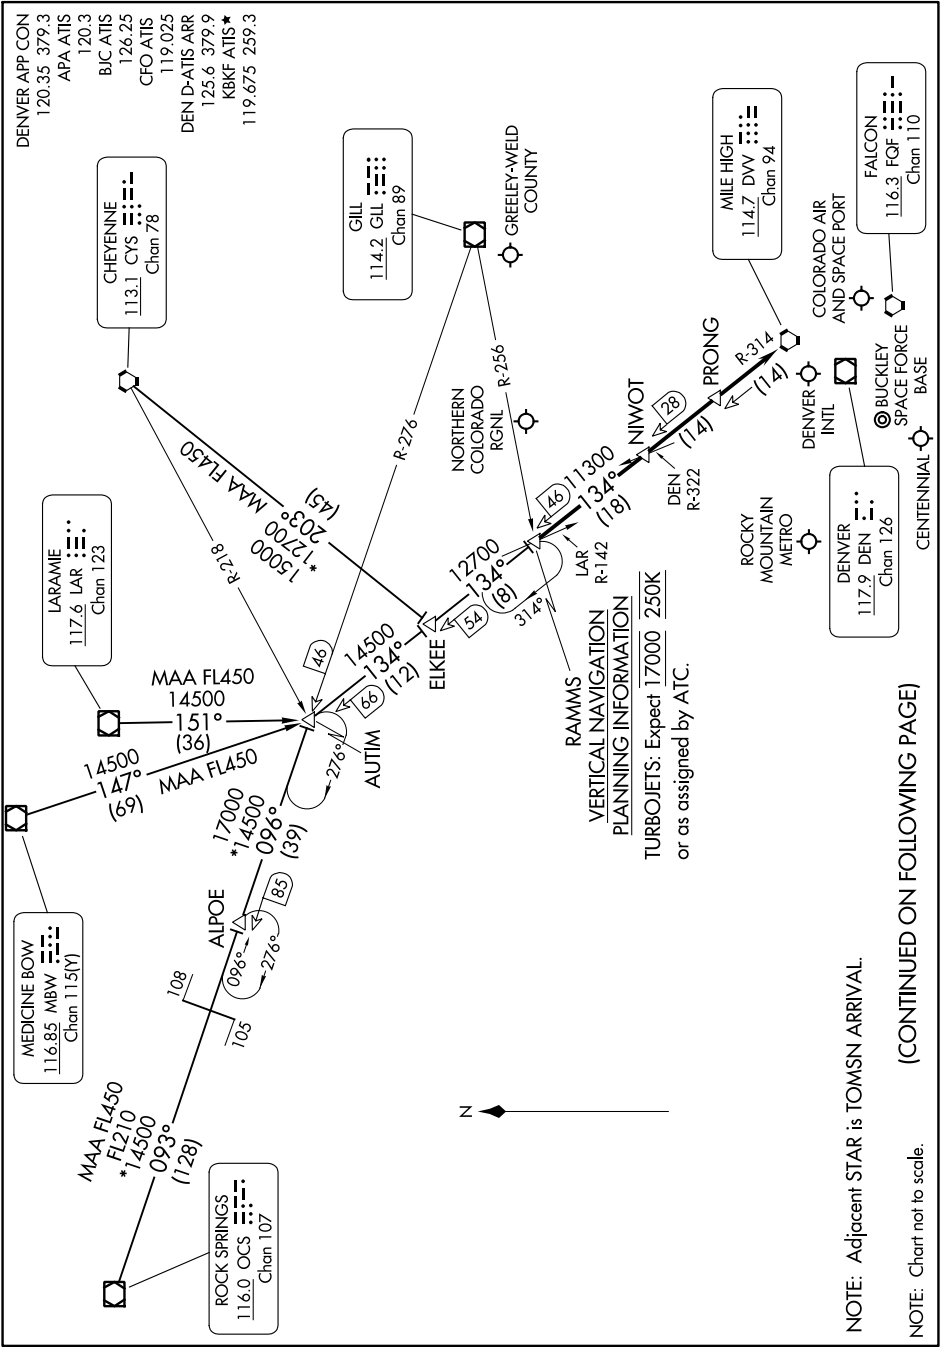 DENVER APP CON
120.35 379.3
APA ATIS
120.3
BJC ATIS
126.25
CFO ATIS
119.025
DEN D-ATIS ARR
125.6 379.9
KBKF ATIS★
119.675 259.3
MEDICINE BOW
116.85 MBW
Chan 115(Y)
LARAMIE
117.6 LAR
Chan 123
CHEYENNE
113.1 CYS
Chan 78
ROCK SPRINGS
116.0 OCS
Chan 107
GILL
114.2 GLL
Chan 89
MAA FL450
FL210
*14500
093°
(128)
108
105
ALPOE
096°
276°
85
17000
*14500
096°
(39)
14500
147°
(69)
MAA FL450
MAA FL450
14500
151°
(36)
R-218
MAA FL450
15000
*12700
203°
(45)
AUTIM
276°
46
66
R-276
14500
134°
(12)
ELKEE
54
12700
134°
(8)
314°
RAMMS
LAR
R-142
46
R-256
GREELEY-WELD
COUNTY
NORTHERN
COLORADO
RGNL
11300
134°
(18)
NIWOT
DEN
R-322
28
(14)
PRONG
R-314
(14)
MILE HIGH
114.7 DVV
Chan 94
FALCON
116.3 FQF
Chan 110
COLORADO AIR
AND SPACE PORT
DENVER
INTL
BUCKLEY
SPACE FORCE
BASE
CENTENNIAL
ROCKY
MOUNTAIN
METRO
DENVER
117.9 DEN
Chan 126
VERTICAL NAVIGATION
PLANNING INFORMATION
TURBOJETS: Expect 17000 250K
or as assigned by ATC.
N
NOTE: Adjacent STAR is TOMSN ARRIVAL.
NOTE: Chart not to scale.
(CONTINUED ON FOLLOWING PAGE)